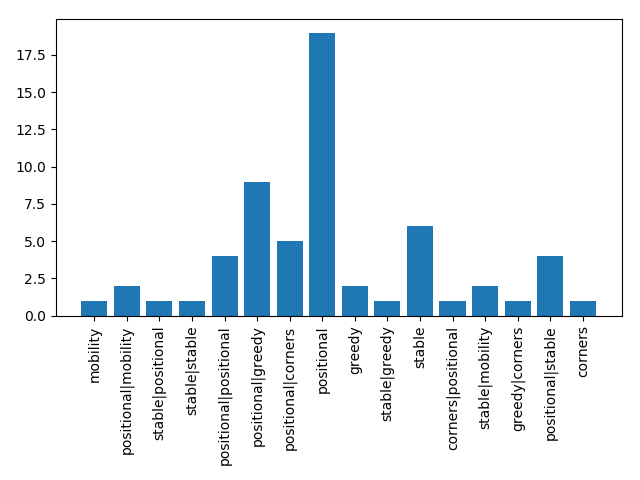 17.5
15.0
12.5
10.0
7.5
5.0
2.5
0.0
mobility
positional|mobility
stable|positional
stable|stable
positional|positional
positional|greedy
positional|corners
positional
greedy
stable|greedy
stable
corners|positional
stable|mobility
greedy|corners
positional|stable
corners